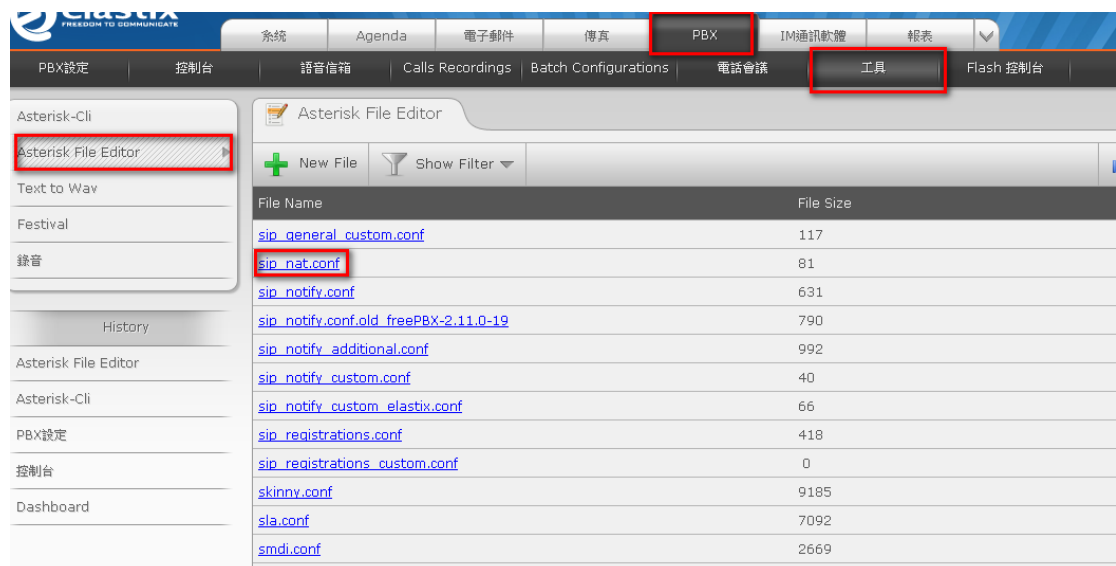 elastix
FREEDOM TO COMMUNICATE
系統 Agenda 電子郵件 傳真 PBX IM通訊軟體 報表
PBX設定 控制台 語音信箱 Calls Recordings Batch Configurations 電話會議 工具 Flash 控制台
Asterisk-Cli
Asterisk File Editor
Text to Wav
Festival
錄音
History
Asterisk File Editor
Asterisk-Cli
PBX設定
控制台
Dashboard
Asterisk File Editor
New File Show Filter
File Name File Size
sip_general_custom.conf 117
sip_nat.conf 81
sip_notify.conf 631
sip_notify.conf.old_freePBX-2.11.0-19 790
sip_notify_additional.conf 992
sip_notify_custom.conf 40
sip_notify_custom_elastix.conf 66
sip_registrations.conf 418
sip_registrations_custom.conf 0
skinny.conf 9185
sla.conf 7092
smdi.conf 2669